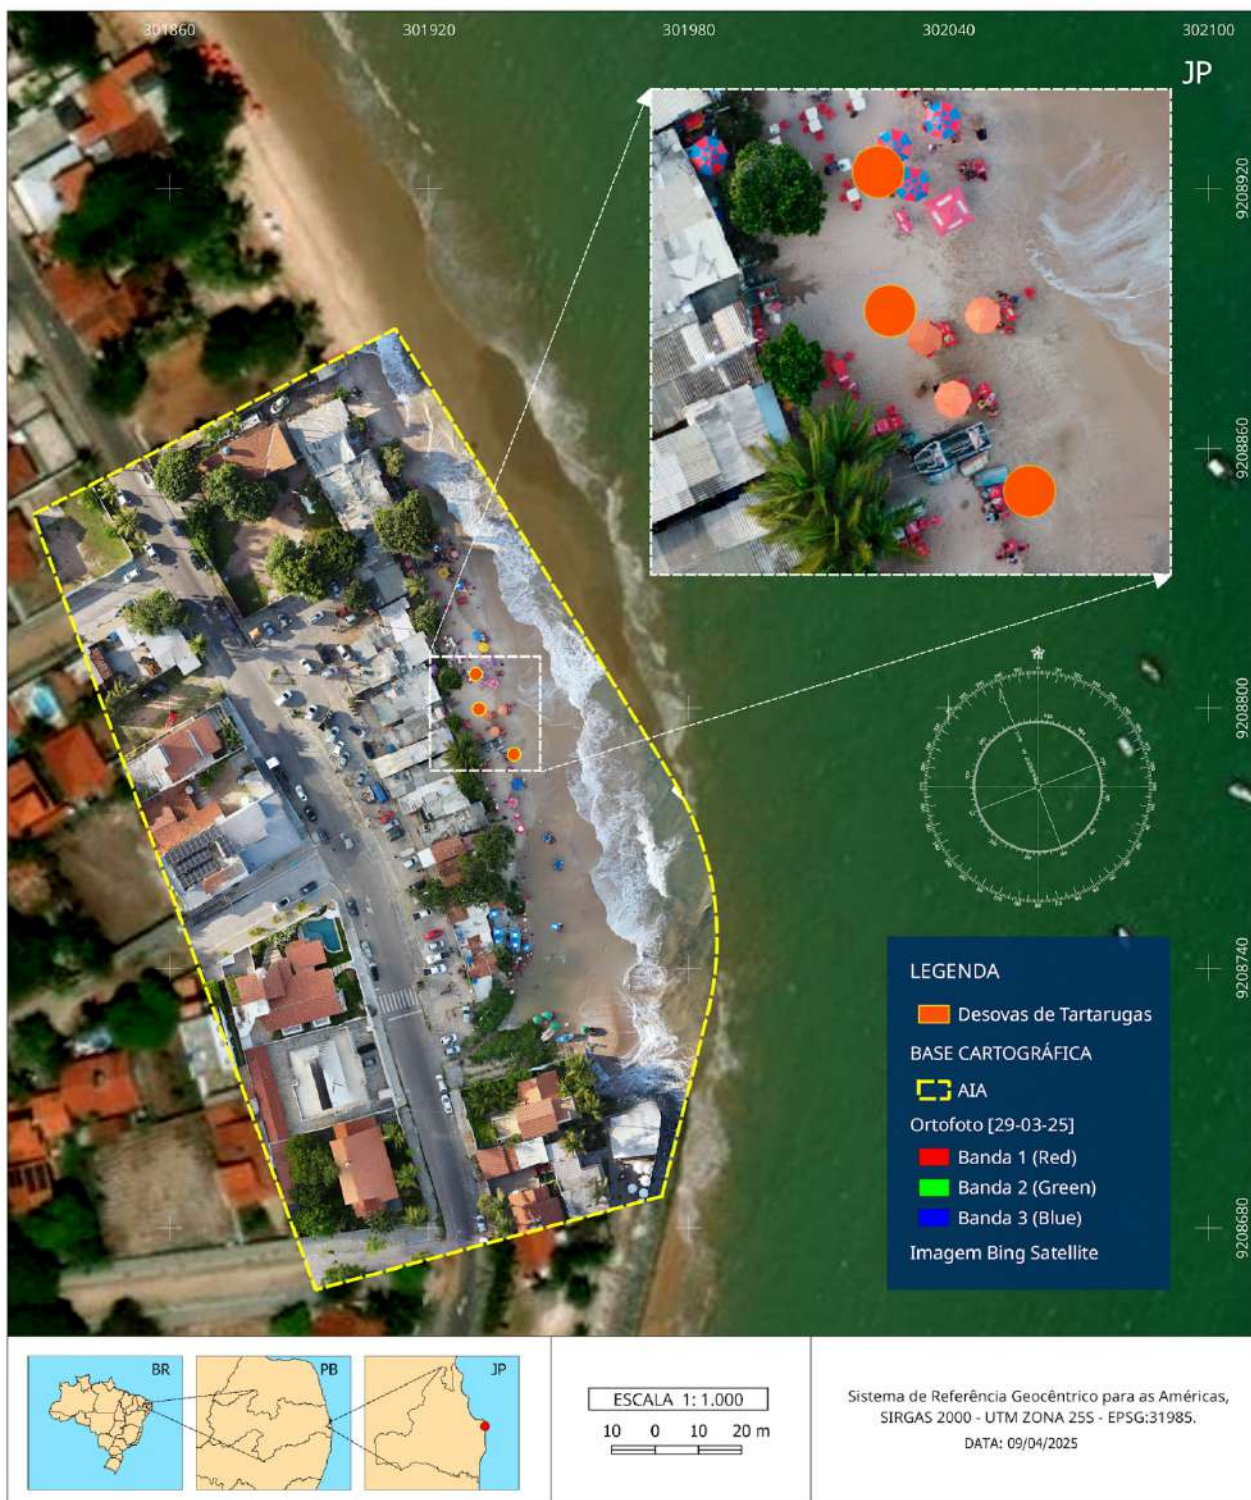 301860
301920
301980
302040
302100
JP
9208920
9208860
9208800
9208740
9208680
LEGENDA
Desovas de Tartarugas
BASE CARTOGRÁFICA
AIA
Ortofoto [29-03-25]
Banda 1 (Red)
Banda 2 (Green)
Banda 3 (Blue)
Imagem Bing Satellite
BR
PB
JP
ESCALA 1: 1.000
10 0 10 20 m
Sistema de Referência Geocêntrico para as Américas,
SIRGAS 2000 - UTM ZONA 25S - EPSG:31985.
DATA: 09/04/2025